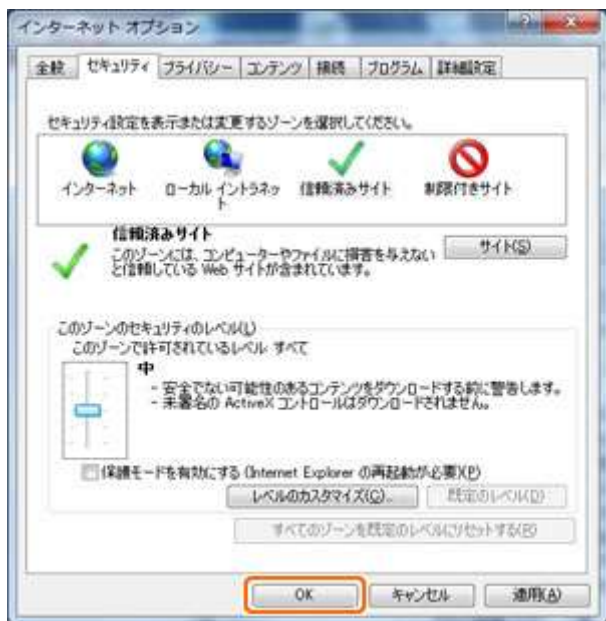 インターネット オプション
全般 セキュリティ プライバシー コンテンツ 接続 プログラム 詳細設定
セキュリティ設定を表示または変更するゾーンを選択してください。
インターネット ローカル イントラネット 信頼済みサイト 制限付きサイト
信頼済みサイト
このゾーンには、コンピューターやファイルに損害を与えない
と信頼している Web サイトが含まれています。
サイト(S)
このゾーンのセキュリティのレベル(L)
このゾーンで許可されているレベル: すべて
中
- 安全でない可能性のあるコンテンツをダウンロードする前に警告します。
- 未署名の ActiveX コントロールはダウンロードされません。
保護モードを有効にする (Internet Explorer の再起動が必要)(P)
レベルのカスタマイズ(C)... 既定のレベル(D)
すべてのゾーンを既定のレベルにリセットする(R)
OK キャンセル 適用(A)